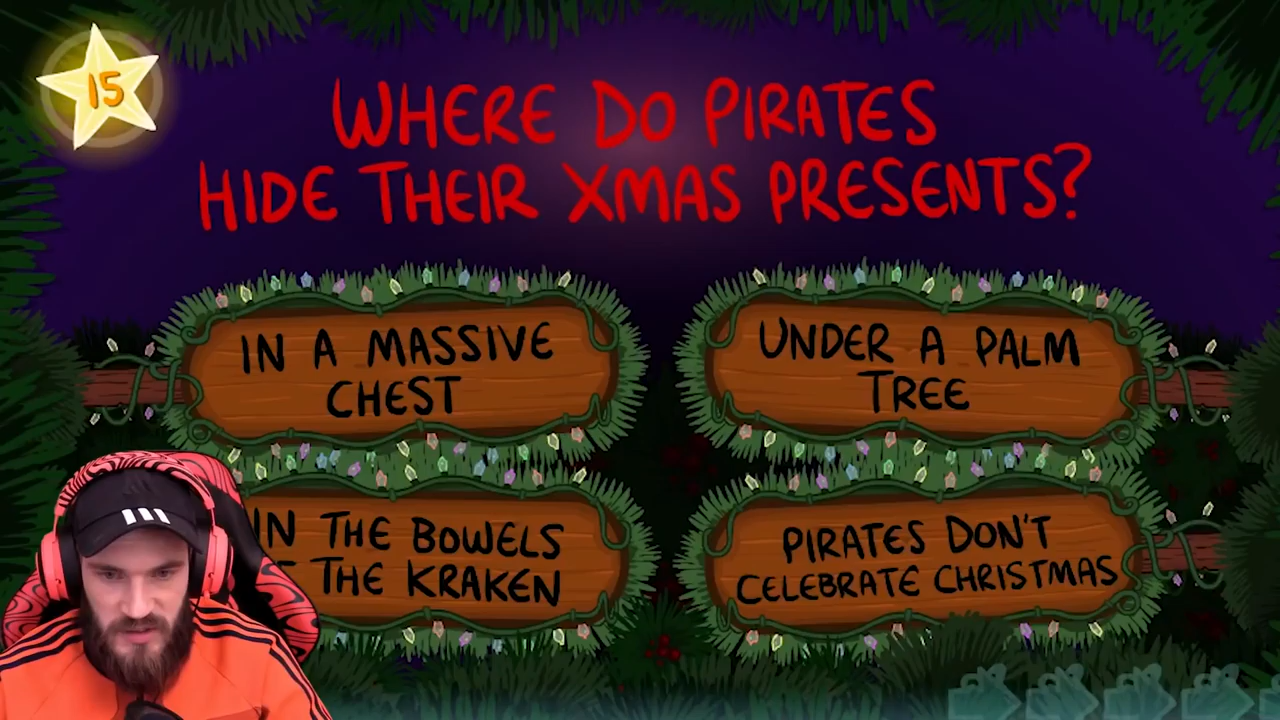 15
WHERE DO PIRATES
HIDE THEIR XMAS PRESENTS?
IN A MASSIVE
CHEST
UNDER A PALM
TREE
IN THE BOWELS
THE KRAKEN
PIRATES DON'T
CELEBRATE CHRISTMAS